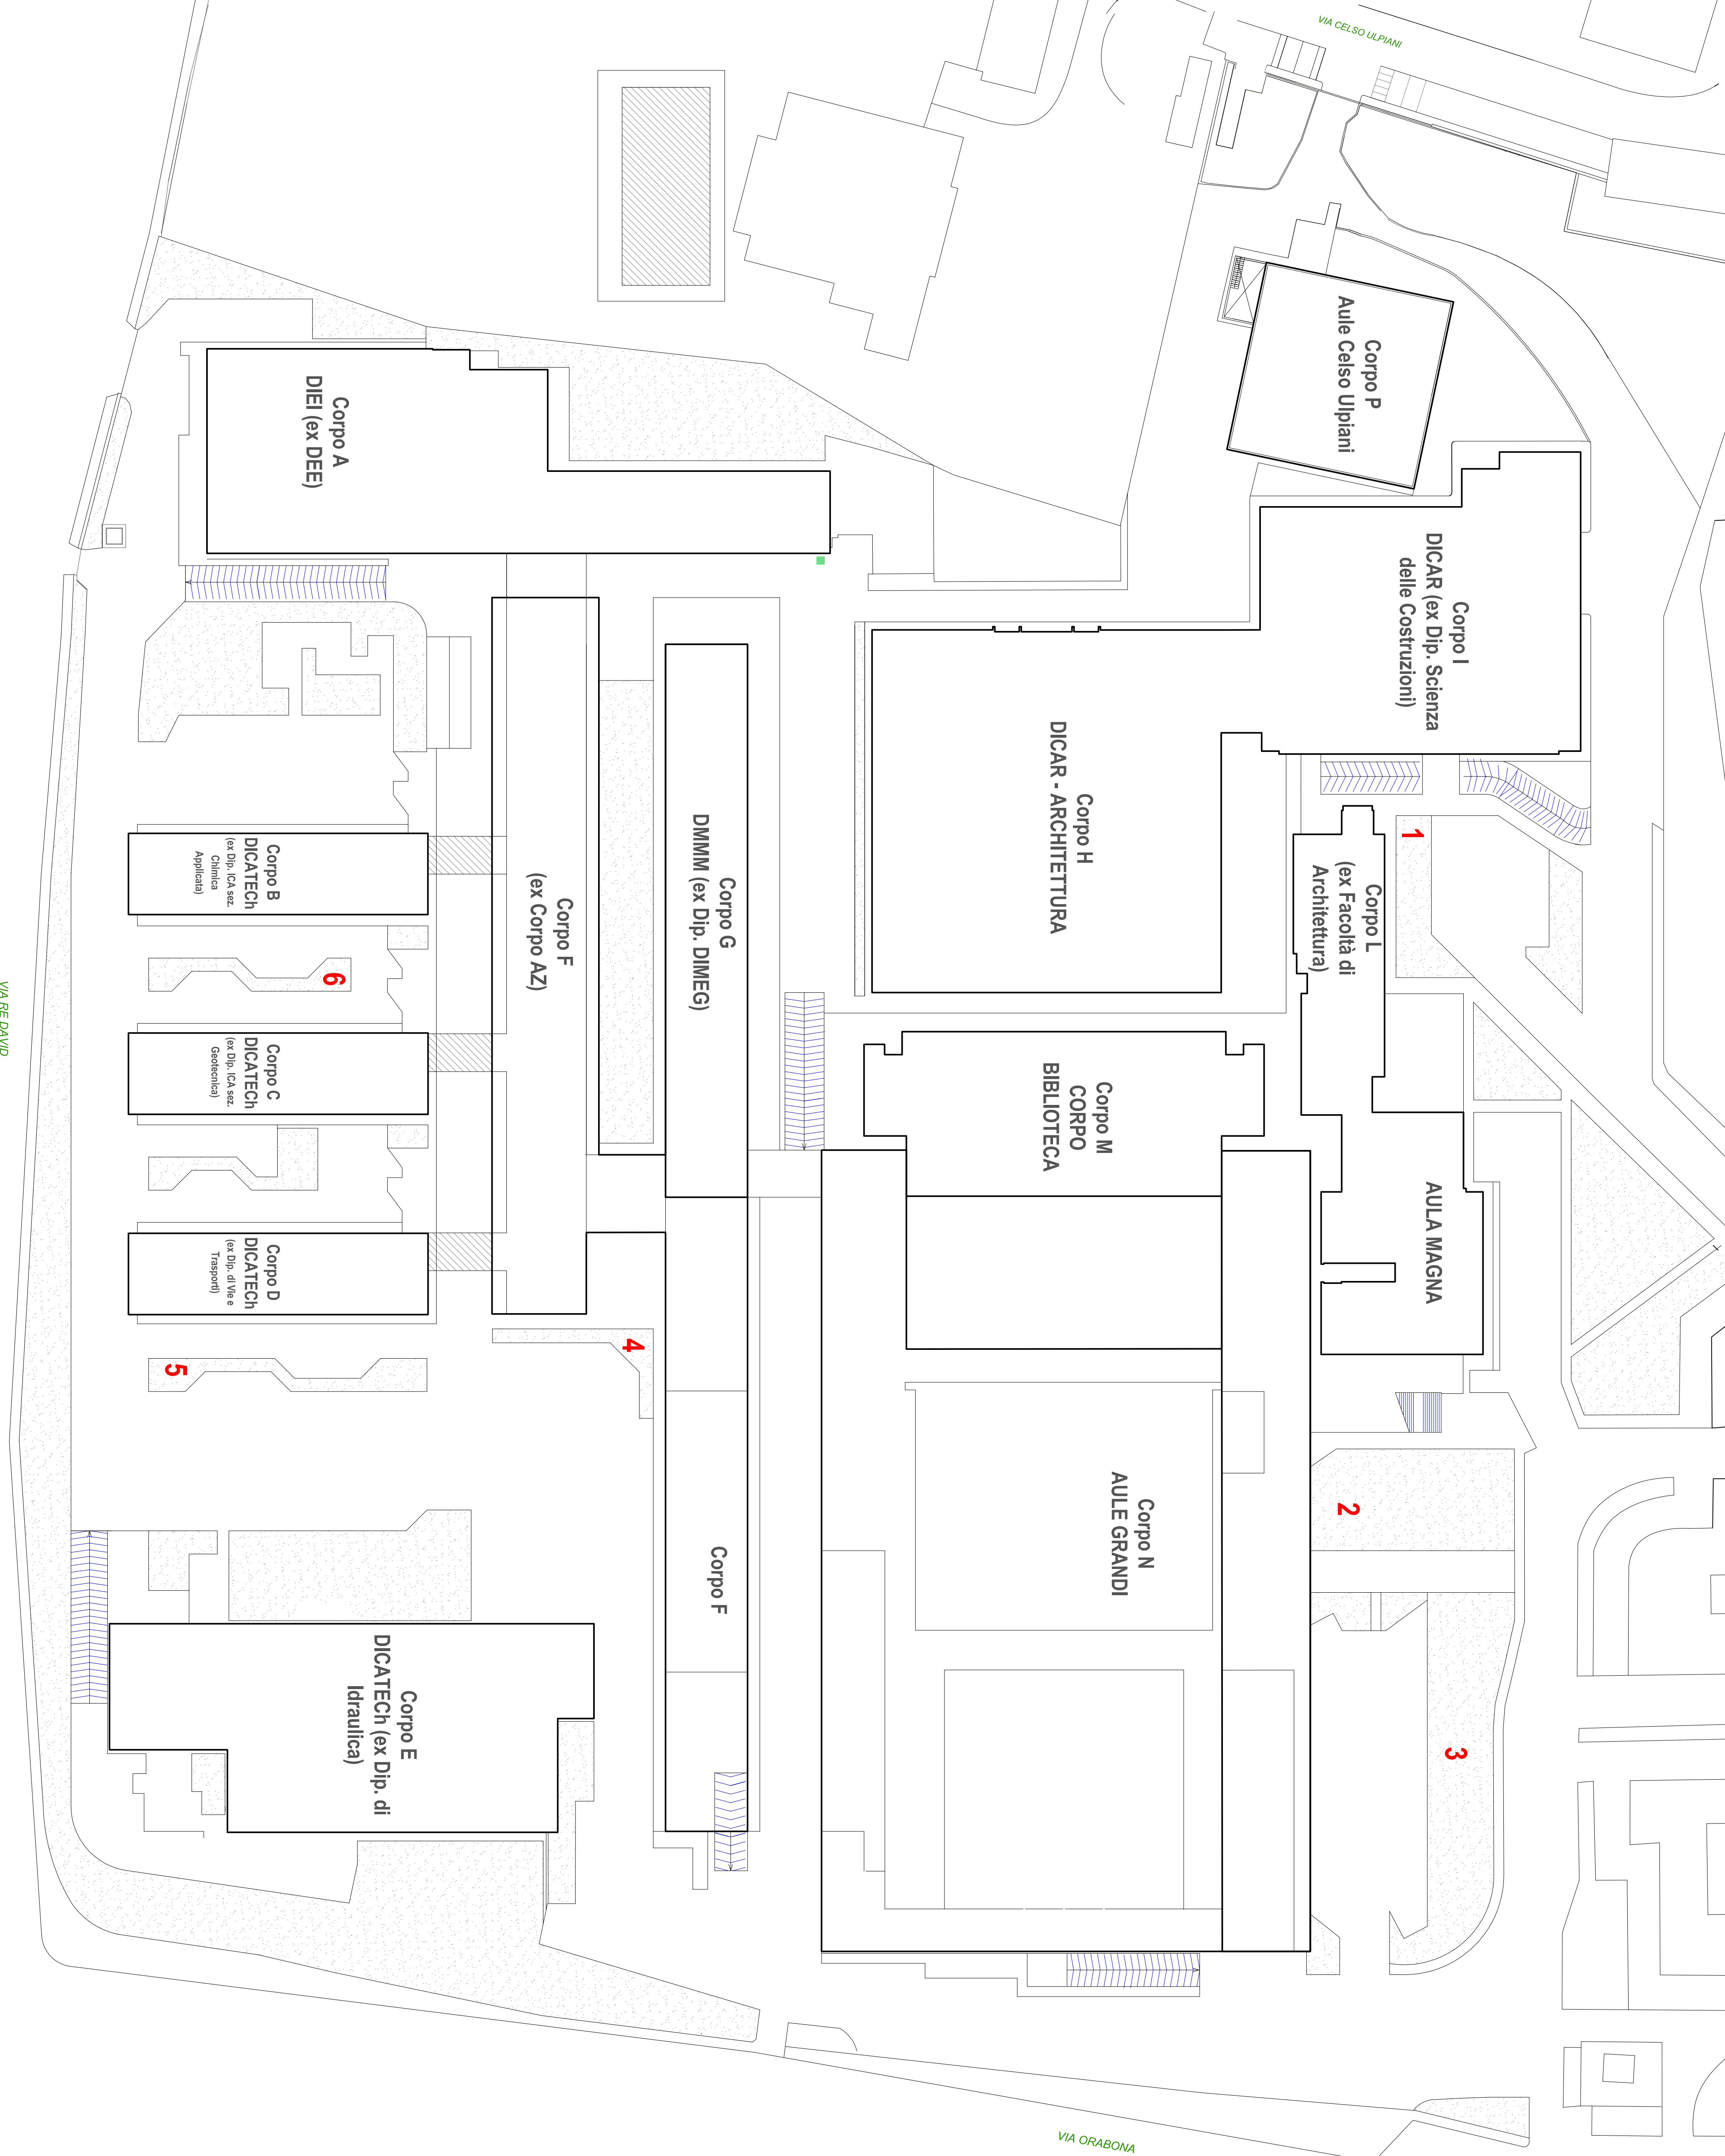 VIA CELSO ULPIANI
Corpo P
Aule Celso Ulpiani
Corpo A
DIEI (ex DEE)
Corpo I
DICAR (ex Dip. Scienza
delle Costruzioni)
Corpo H
DICAR - ARCHITETTURA
1
Corpo L
(ex Facoltà di
Architettura)
Corpo G
DMMM (ex Dip. DIMEG)
Corpo F
(ex Corpo AZ)
Corpo B
DICATECh
(ex Dip. ICA sez.
Chimica
Applicata)
6
VIA RE DAVID
Corpo C
DICATECh
(ex Dip. ICA sez.
Geotecnica)
Corpo M
CORPO
BIBLIOTECA
AULA MAGNA
Corpo D
DICATECh
(ex Dip. di Vie e
Trasporti)
4
5
2
Corpo N
AULE GRANDI
Corpo F
3
Corpo E
DICATECh (ex Dip. di
Idraulica)
VIA ORABONA